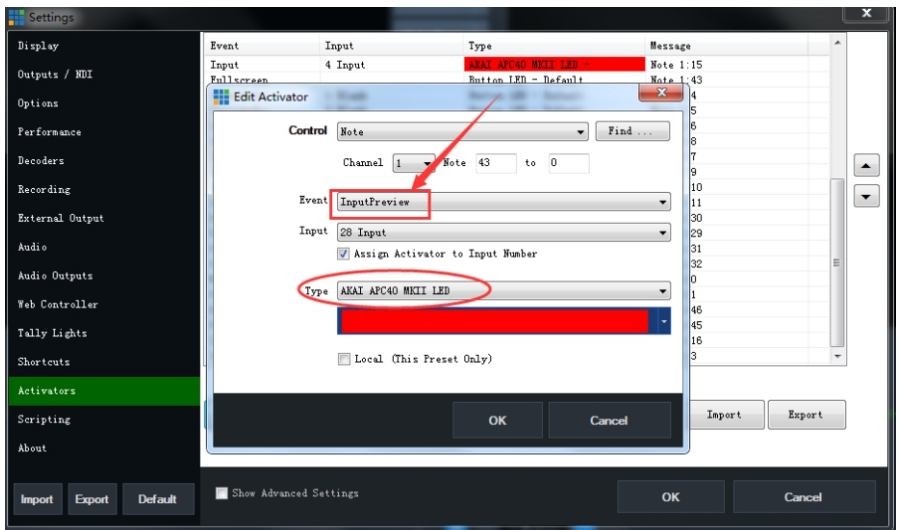 Settings
Display
Outputs / NDI
Options
Performance
Decoders
Recording
External Output
Audio
Audio Outputs
Web Controller
Tally Lights
Shortcuts
Activators
Scripting
About
Import Export Default
Event Input Type Message
Input 4 Input AKAI APC40 MKII LED - Note 1:15
Fullscreen Button LED - Default Note 1:43
4
5
6
8
7
9
10
11
30
29
31
32
0
1
46
45
16
3
Edit Activator
Control Note Find ...
Channel 1 Note 43 to 0
Event InputPreview
Input 28 Input
Assign Activator to Input Number
Type AKAI APC40 MKII LED
Local (This Preset Only)
OK Cancel
Import Export
Show Advanced Settings
OK Cancel